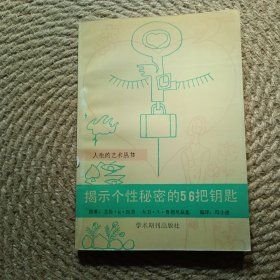 人生的艺术丛书
揭示个性秘密的56把钥匙
学术期刊出版社